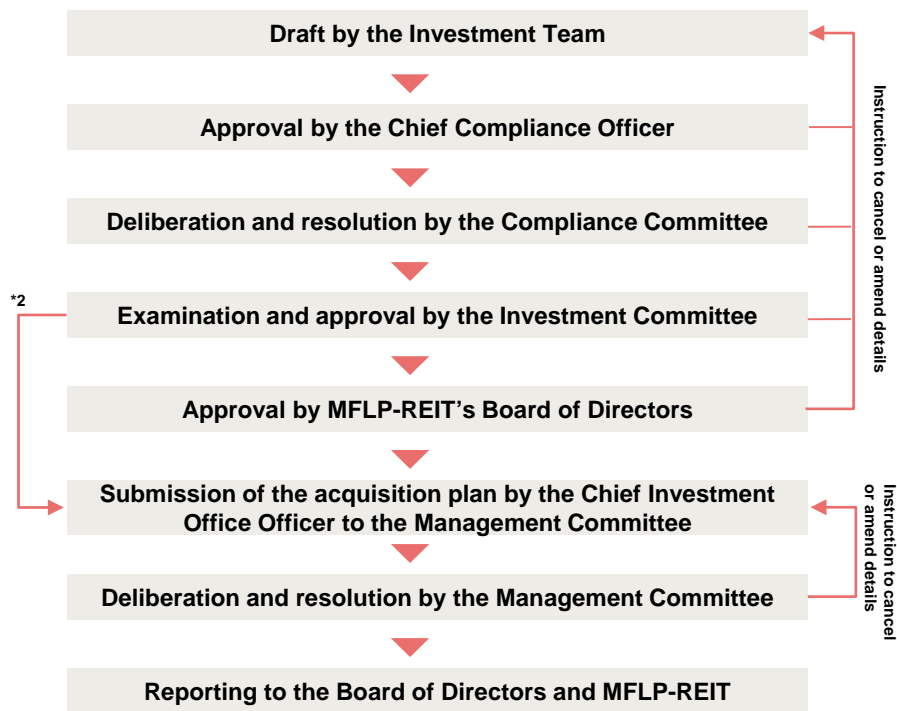 Draft by the Investment Team
Approval by the Chief Compliance Officer
Deliberation and resolution by the Compliance Committee
*2
Examination and approval by the Investment Committee
Approval by MFLP-REIT's Board of Directors
Instruction to cancel or amend details
Submission of the acquisition plan by the Chief Investment
Office Officer to the Management Committee
Deliberation and resolution by the Management Committee
Instruction to cancel
or amend details
Reporting to the Board of Directors and MFLP-REIT